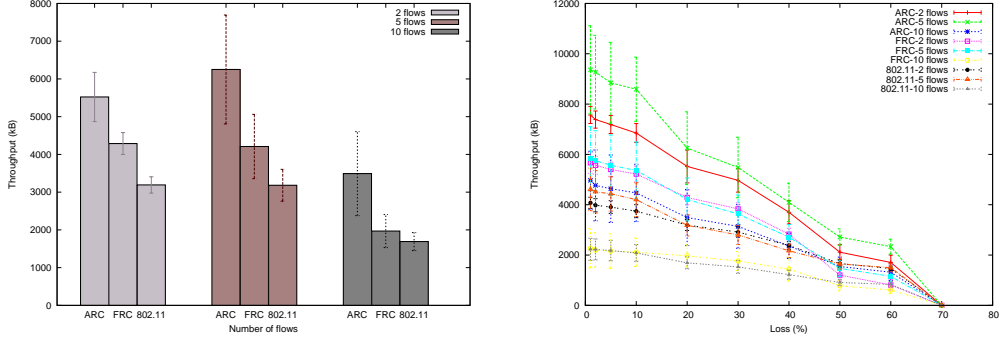 8000
7000
6000
5000
4000
3000
2000
1000
0
Throughput (kB)
2 flows
5 flows
10 flows
ARC FRC 802.11 ARC FRC 802.11 ARC FRC 802.11
Number of flows
12000
10000
8000
6000
4000
2000
0
Throughput (kB)
ARC-2 flows
ARC-5 flows
ARC-10 flows
FRC-2 flows
FRC-5 flows
FRC-10 flows
802.11-2 flows
802.11-5 flows
802.11-10 flows
0 10 20 30 40 50 60 70 80
Loss (%)